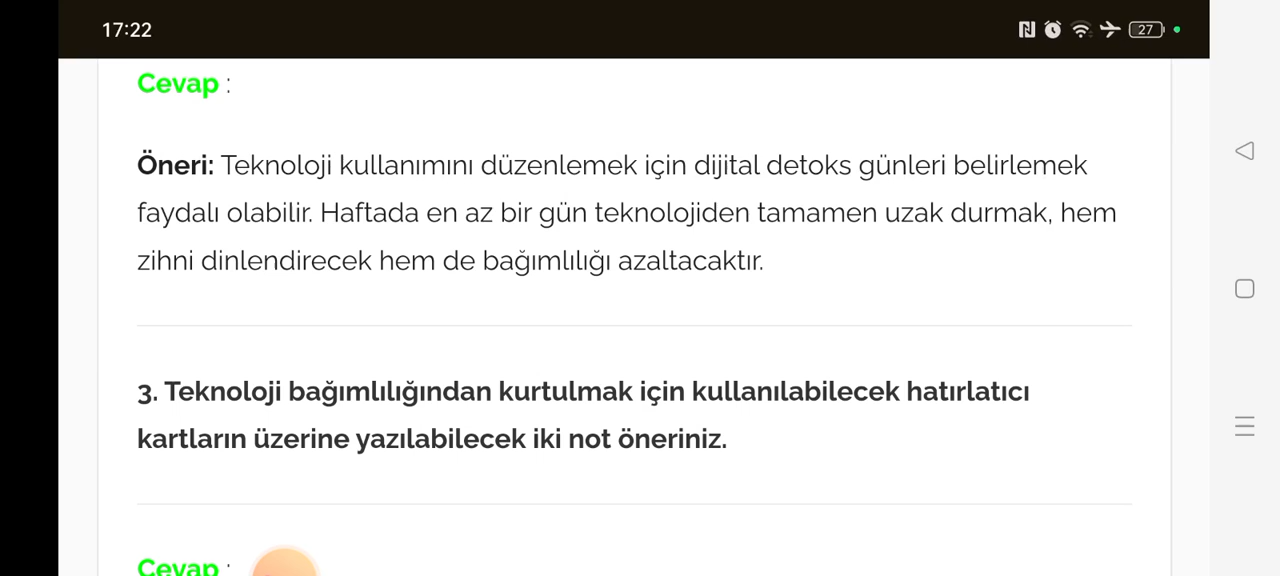 17:22
27
Cevap :
Öneri: Teknoloji kullanımını düzenlemek için dijital detoks günleri belirlemek
faydalı olabilir. Haftada en az bir gün teknolojiden tamamen uzak durmak, hem
zihni dinlendirecek hem de bağımlılığı azaltacaktır.
3. Teknoloji bağımlılığından kurtulmak için kullanılabilecek hatırlatıcı
kartların üzerine yazılabilecek iki not öneriniz.
Cevap :